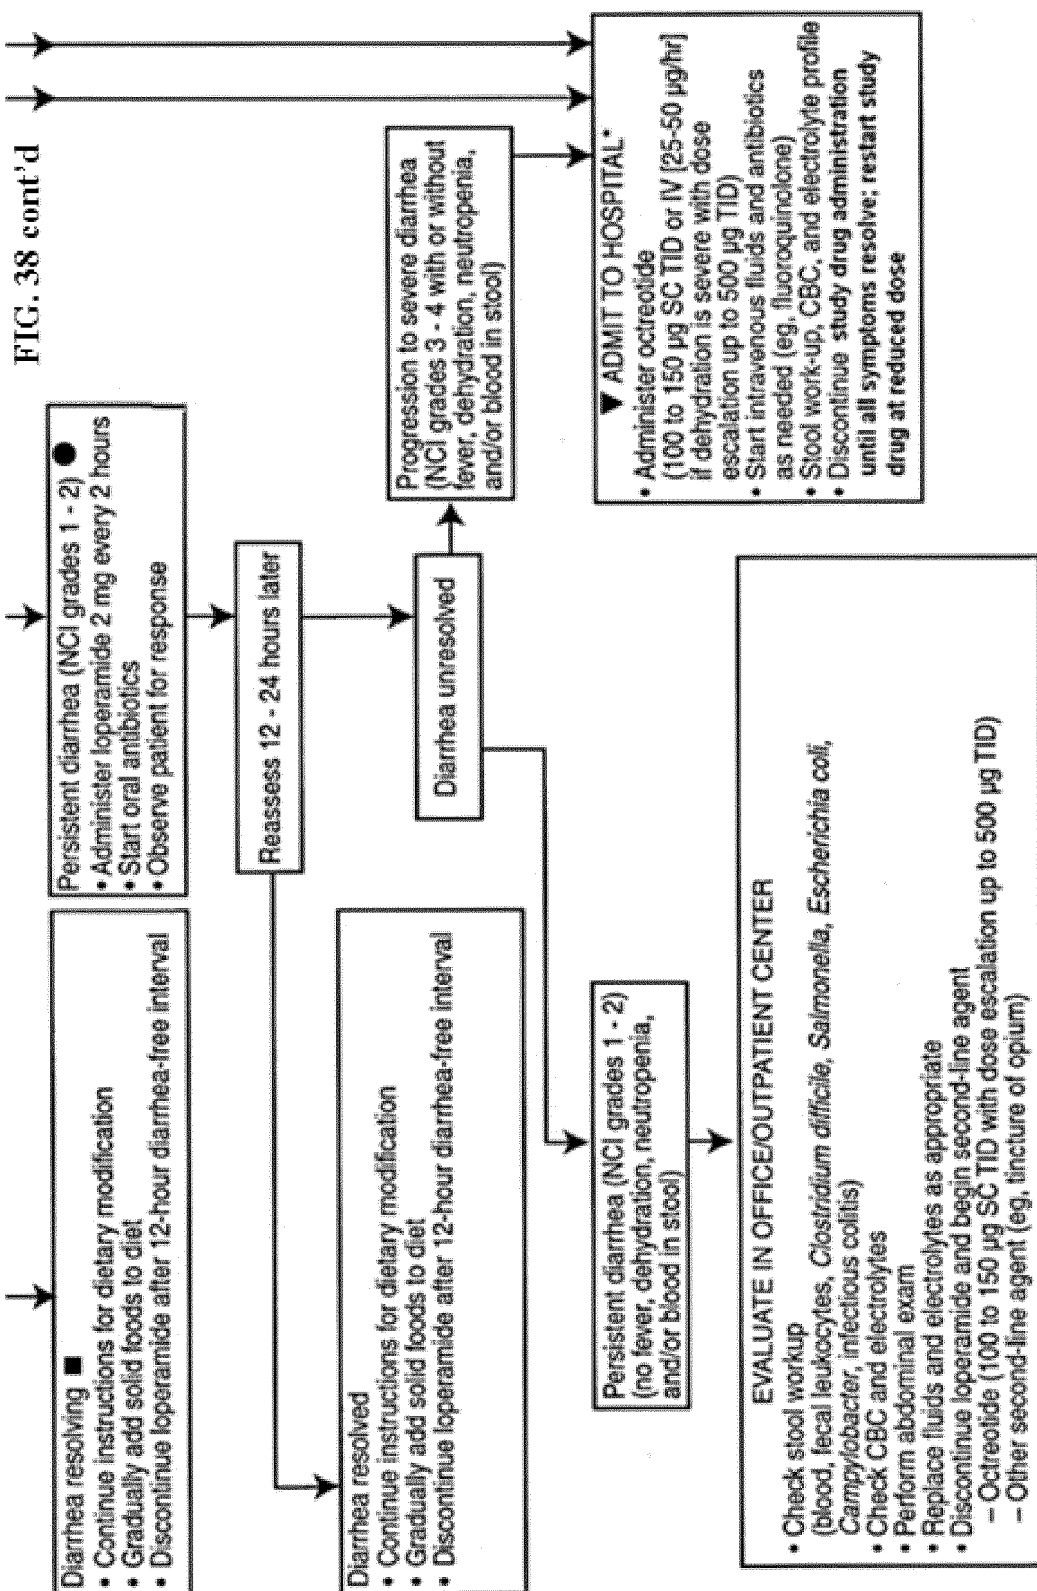 FIG. 38 cont'd
Diarrhea resolving ■
• Continue instructions for dietary modification
• Gradually add solid foods to diet
• Discontinue loperamide after 12-hour diarrhea-free interval
Persistent diarrhea (NCI grades 1 - 2) ●
• Administer loperamide 2 mg every 2 hours
• Start oral antibiotics
• Observe patient for response
Reassess 12 - 24 hours later
Diarrhea resolved
• Continue instructions for dietary modification
• Gradually add solid foods to diet
• Discontinue loperamide after 12-hour diarrhea-free interval
Diarrhea unresolved
Progression to severe diarrhea
(NCI grades 3 - 4 with or without
fever, dehydration, neutropenia,
and/or blood in stool)
Persistent diarrhea (NCI grades 1 - 2)
(no fever, dehydration, neutropenia,
and/or blood in stool)
▼ ADMIT TO HOSPITAL*
• Administer octreotide
(100 to 150 µg SC TID or IV [25-50 µg/hr]
if dehydration is severe with dose
escalation up to 500 µg TID)
• Start intravenous fluids and antibiotics
as needed (eg, fluoroquinolone)
• Stool work-up, CBC, and electrolyte profile
• Discontinue study drug administration
until all symptoms resolve; restart study
drug at reduced dose
EVALUATE IN OFFICE/OUTPATIENT CENTER
• Check stool workup
(blood, fecal leukocytes, Clostridium difficile, Salmonella, Escherichia coli,
Campylobacter, infectious colitis)
• Check CBC and electrolytes
• Perform abdominal exam
• Replace fluids and electrolytes as appropriate
• Discontinue loperamide and begin second-line agent
– Octreotide (100 to 150 µg SC TID with dose escalation up to 500 µg TID)
– Other second-line agent (eg, tincture of opium)